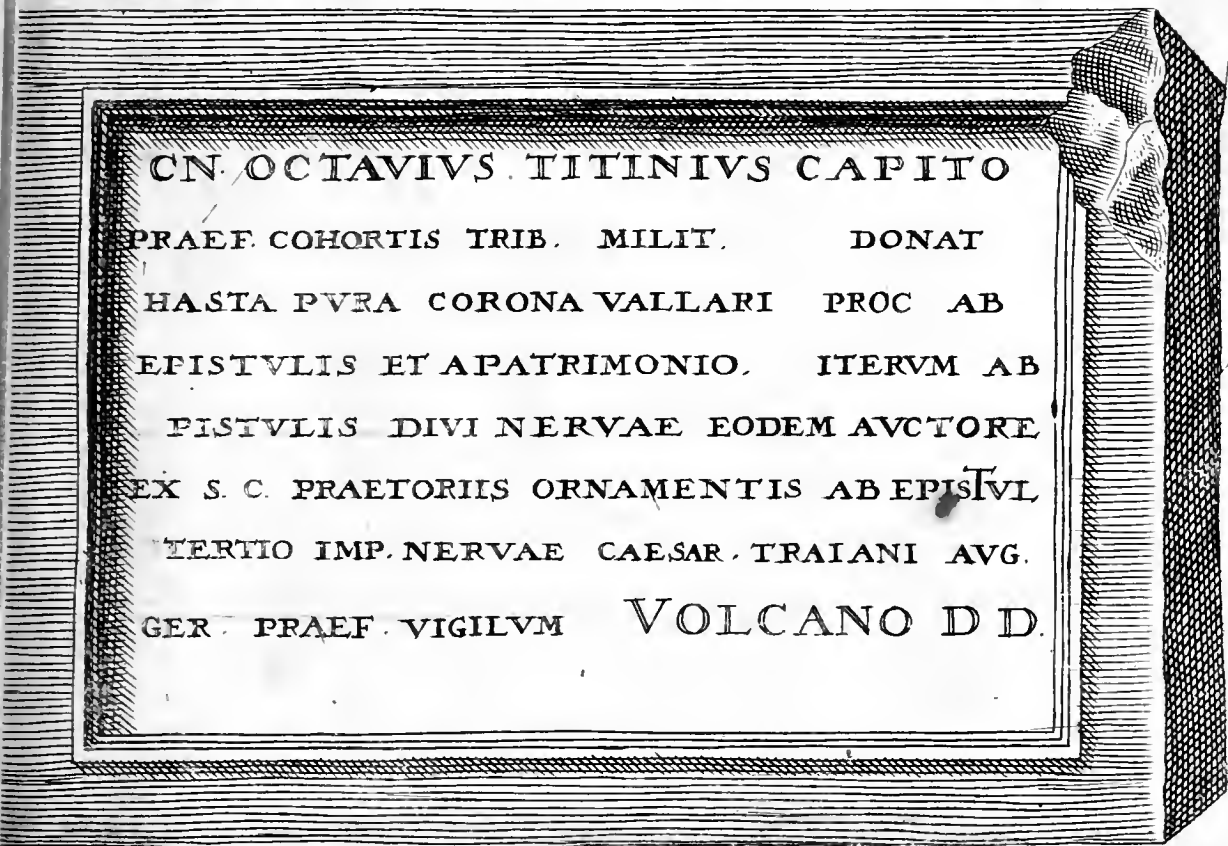 CN. OCTAVIVS . TITINIVS CAPITO
PRAEF. COHORTIS TRIB. MILIT. DONAT
HASTA PVRA CORONA VALLARI PROC AB
EPISTVLIS ET A PATRIMONIO. ITERVM AB
PISTVLIS DIVI NERVAE EODEM AVCTORE
EX S. C. PRAETORIIS ORNAMENTIS AB EPISTVL
TERTIO IMP. NERVAE CAESAR . TRAIANI AVG.
GER . PRAEF . VIGILVM VOLCANO D D.